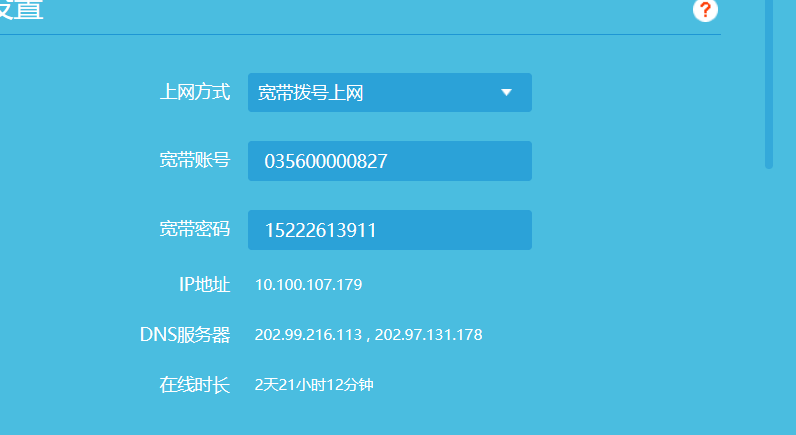 设置
?
上网方式 宽带拨号上网
宽带账号 035600000827
宽带密码 15222613911
IP地址 10.100.107.179
DNS服务器 202.99.216.113 , 202.97.131.178
在线时长 2天21小时12分钟